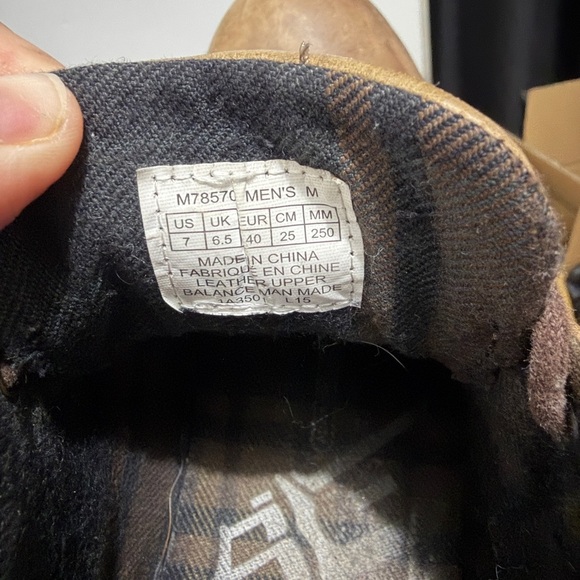 M78570 MEN'S M
US UK EUR CM MM
7 6.5 40 25 250
MADE IN CHINA
FABRIQUE EN CHINE
LEATHER UPPER
BALANCE MAN MADE
L15